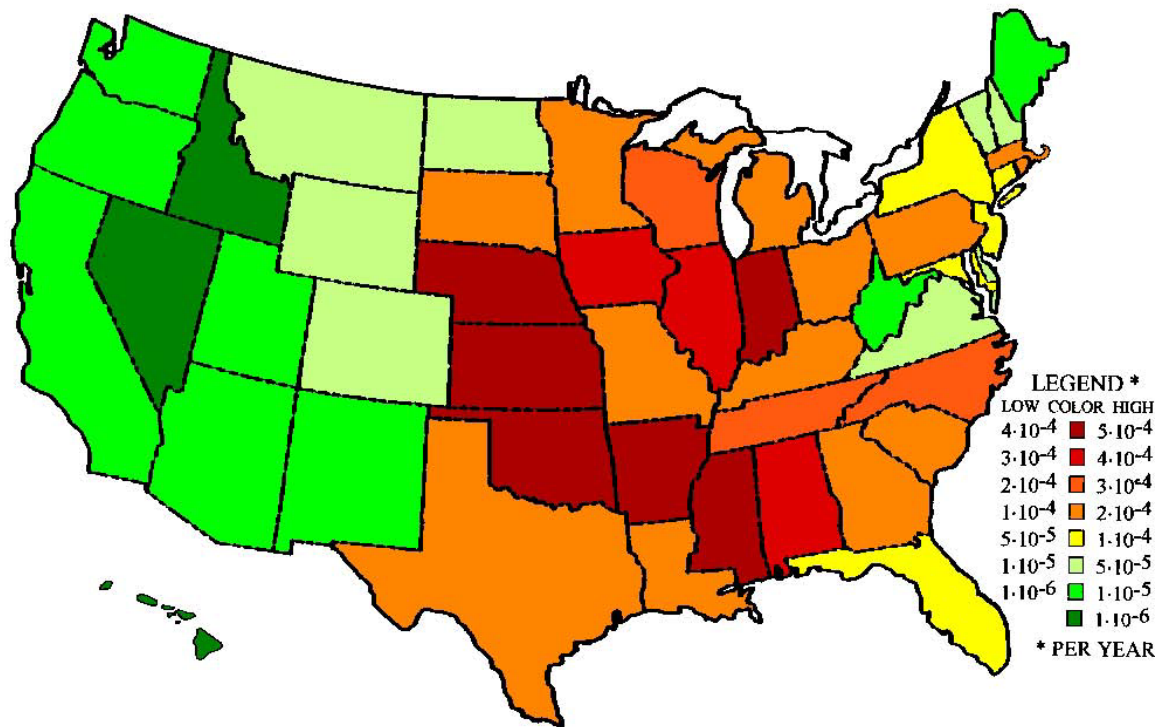 LEGEND *
LOW COLOR HIGH
4·10⁻⁴ 5·10⁻⁴
3·10⁻⁴ 4·10⁻⁴
2·10⁻⁴ 3·10⁻⁴
1·10⁻⁴ 2·10⁻⁴
5·10⁻⁵ 1·10⁻⁴
1·10⁻⁵ 5·10⁻⁵
1·10⁻⁶ 1·10⁻⁵
1·10⁻⁶
* PER YEAR